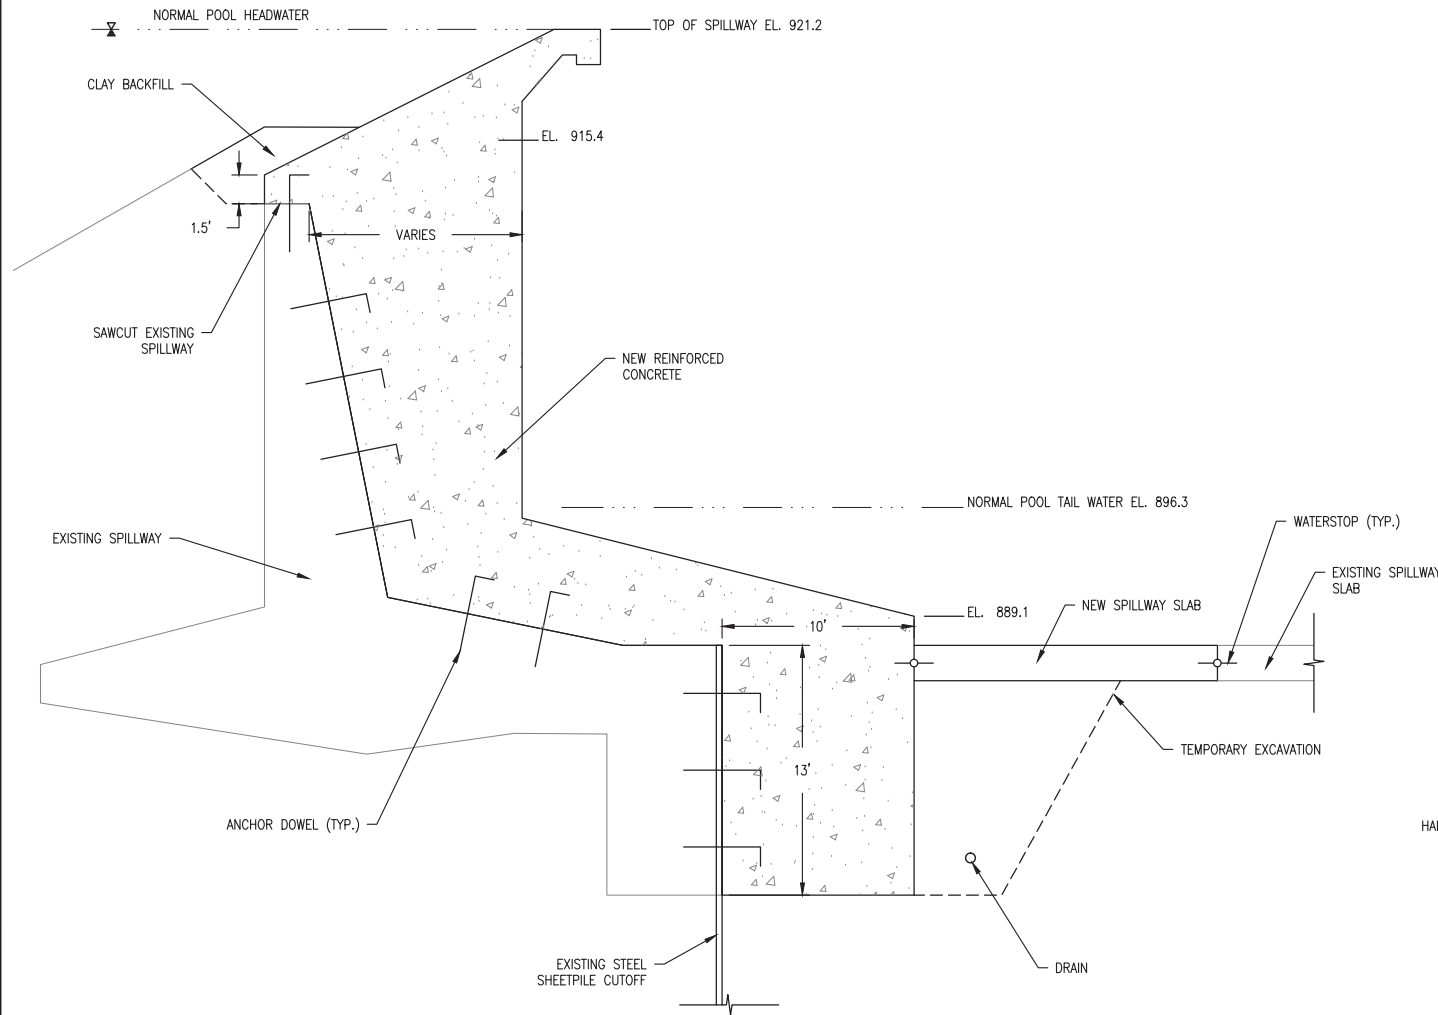 NORMAL POOL HEADWATER
TOP OF SPILLWAY EL. 921.2
CLAY BACKFILL
EL. 915.4
1.5'
VARIES
SAWCUT EXISTING
SPILLWAY
NEW REINFORCED
CONCRETE
NORMAL POOL TAIL WATER EL. 896.3
WATERSTOP (TYP.)
EXISTING SPILLWAY
EXISTING SPILLWAY
SLAB
NEW SPILLWAY SLAB
EL. 889.1
10'
TEMPORARY EXCAVATION
13'
ANCHOR DOWEL (TYP.)
HA
EXISTING STEEL
SHEETPILE CUTOFF
DRAIN